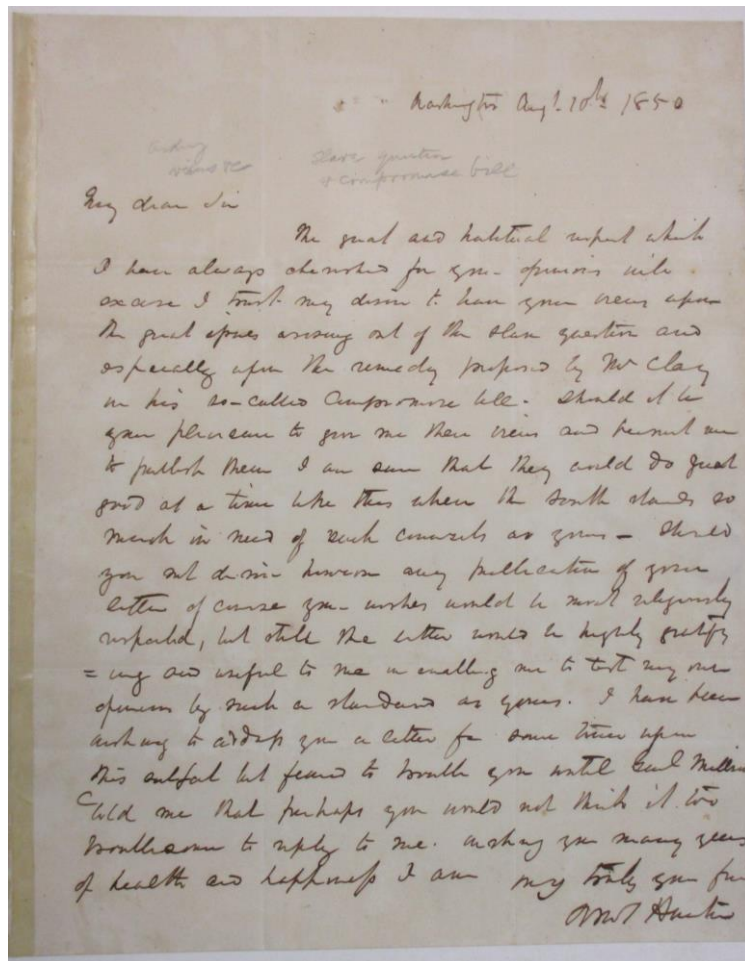 Washington Augt. 10th 1850
asking
views &c
slave question
& compromise bill
My dear Sir
The great and habitual respect which
I have always cherished for your opinions will
excuse I trust my desire to have your views upon
the great issues arising out of the slave question and
especially upon the remedy proposed by Mr Clay
in his so-called Compromise bill. Should it be
your pleasure to give me these views and permit me
to publish them I am sure that they would do great
good at a time like this when the South stands so
much in need of such counsels as yours - Should
you not desire however any publication of your
letter of course your wishes would be most religiously
respected, but still the letter would be highly gratify
=ing and useful to me in enabling me to test my own
opinions by such a standard as yours. I have been
wishing to address you a letter for some time upon
this subject but feared to trouble you until
told me that perhaps you would not think it too
troublesome to reply to me. Wishing you many years
of health and happiness I am very truly your
RMT Hunter